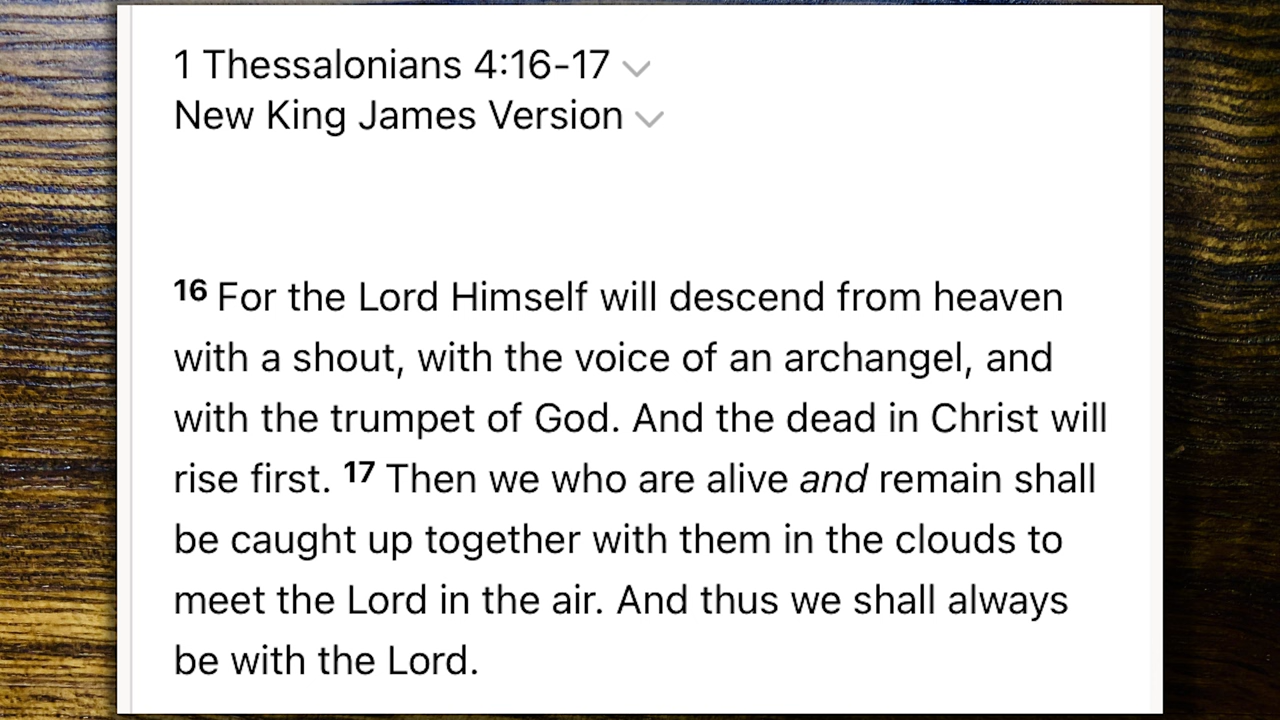 1 Thessalonians 4:16-17
New King James Version
16 For the Lord Himself will descend from heaven
with a shout, with the voice of an archangel, and
with the trumpet of God. And the dead in Christ will
rise first. 17 Then we who are alive and remain shall
be caught up together with them in the clouds to
meet the Lord in the air. And thus we shall always
be with the Lord.